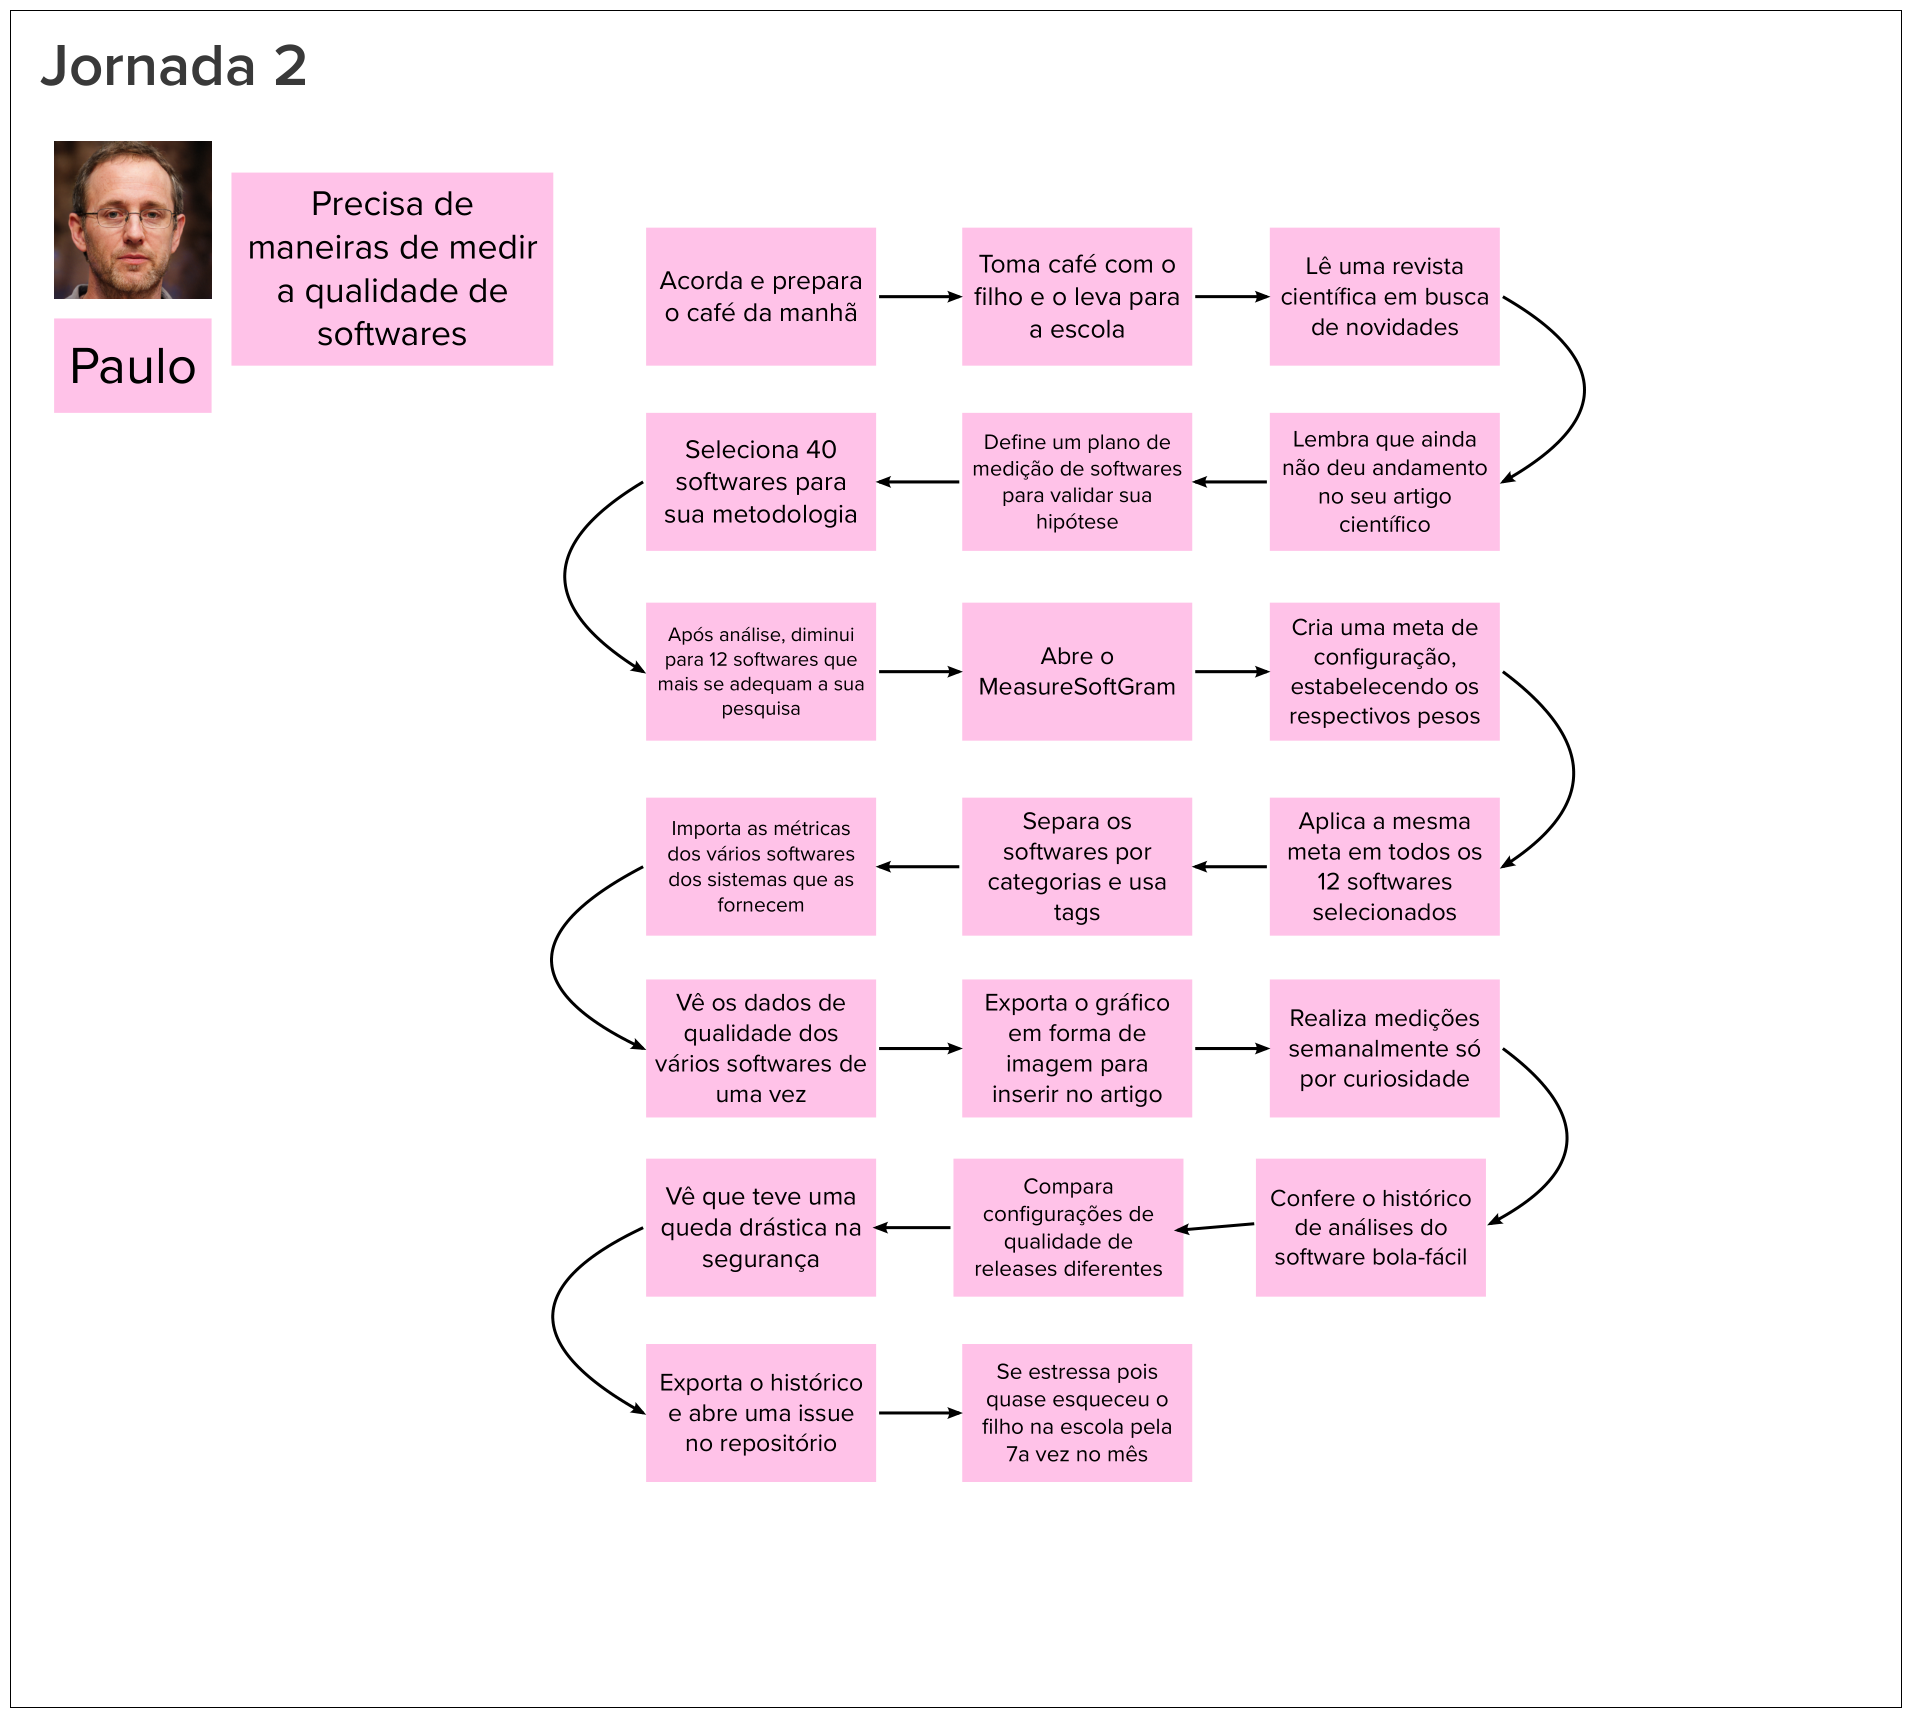 Jornada 2
Precisa de
maneiras de medir
a qualidade de
softwares
Paulo
Acorda e prepara
o café da manhã
Toma café com o
filho e o leva para
a escola
Lê uma revista
científica em busca
de novidades
Lembra que ainda
não deu andamento
no seu artigo
científico
Define um plano de
medição de softwares
para validar sua
hipótese
Seleciona 40
softwares para
sua metodologia
Após análise, diminui
para 12 softwares que
mais se adequam a sua
pesquisa
Abre o
MeasureSoftGram
Cria uma meta de
configuração,
estabelecendo os
respectivos pesos
Aplica a mesma
meta em todos os
12 softwares
selecionados
Separa os
softwares por
categorias e usa
tags
Importa as métricas
dos vários softwares
dos sistemas que as
fornecem
Vê os dados de
qualidade dos
vários softwares de
uma vez
Exporta o gráfico
em forma de
imagem para
inserir no artigo
Realiza medições
semanalmente só
por curiosidade
Confere o histórico
de análises do
software bola-fácil
Compara
configurações de
qualidade de
releases diferentes
Vê que teve uma
queda drástica na
segurança
Exporta o histórico
e abre uma issue
no repositório
Se estressa pois
quase esqueceu o
filho na escola pela
7a vez no mês